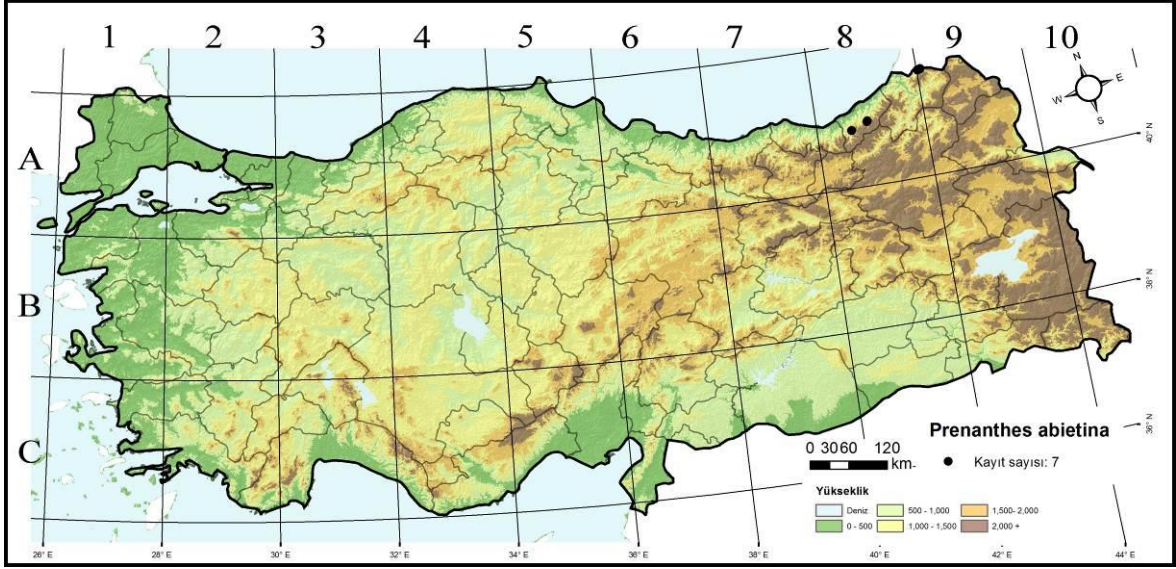 1 2 3 4 5 6 7 8 9 10
N
W E
S
40° N
A
B
38° N
36° N
C
Prenanthes abietina
0 30 60 120
km-
● Kayıt sayısı: 7
Yükseklik
Deniz 500 - 1,000 1,500- 2,000
0 - 500 1,000 - 1,500 2,000 +
26° E 28° E 30° E 32° E 34° E 36° E 38° E 40° E 42° E 44° E